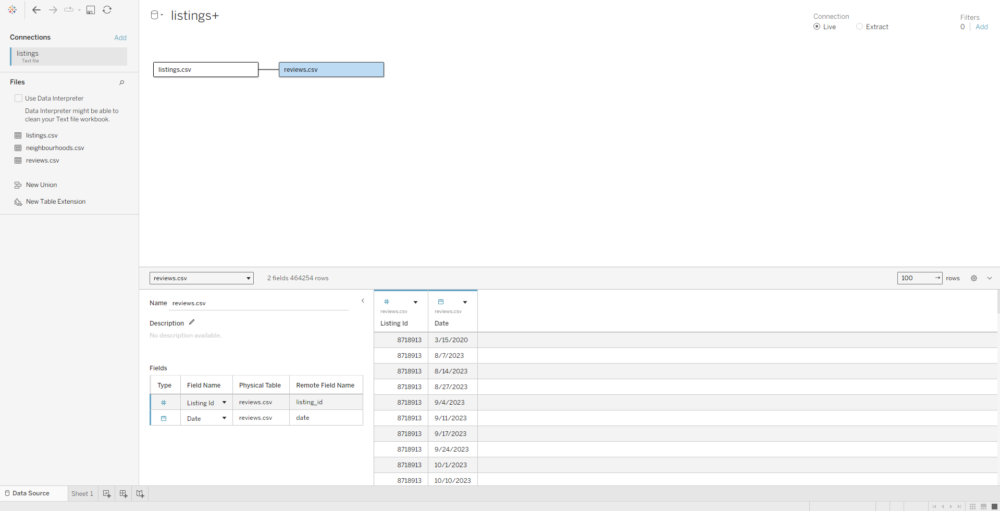 listings+
Connection
Live
Extract
Filters
0
Add
Connections
Add
listings
Text file
Files
Use Data Interpreter
Data Interpreter might be able to
clean your Text file workbook.
listings.csv
neighbourhoods.csv
reviews.csv
New Union
New Table Extension
listings.csv
reviews.csv
reviews.csv
2 fields 464254 rows
100
rows
Name reviews.csv
Description
No description available.
Fields
Type Field Name Physical Table Remote Field Name
Listing Id reviews.csv listing_id
Date reviews.csv date
reviews.csv reviews.csv
Listing Id Date
8718913 3/15/2020
8718913 8/7/2023
8718913 8/14/2023
8718913 8/27/2023
8718913 9/4/2023
8718913 9/11/2023
8718913 9/17/2023
8718913 9/24/2023
8718913 10/1/2023
8718913 10/10/2023
Data Source
Sheet 1